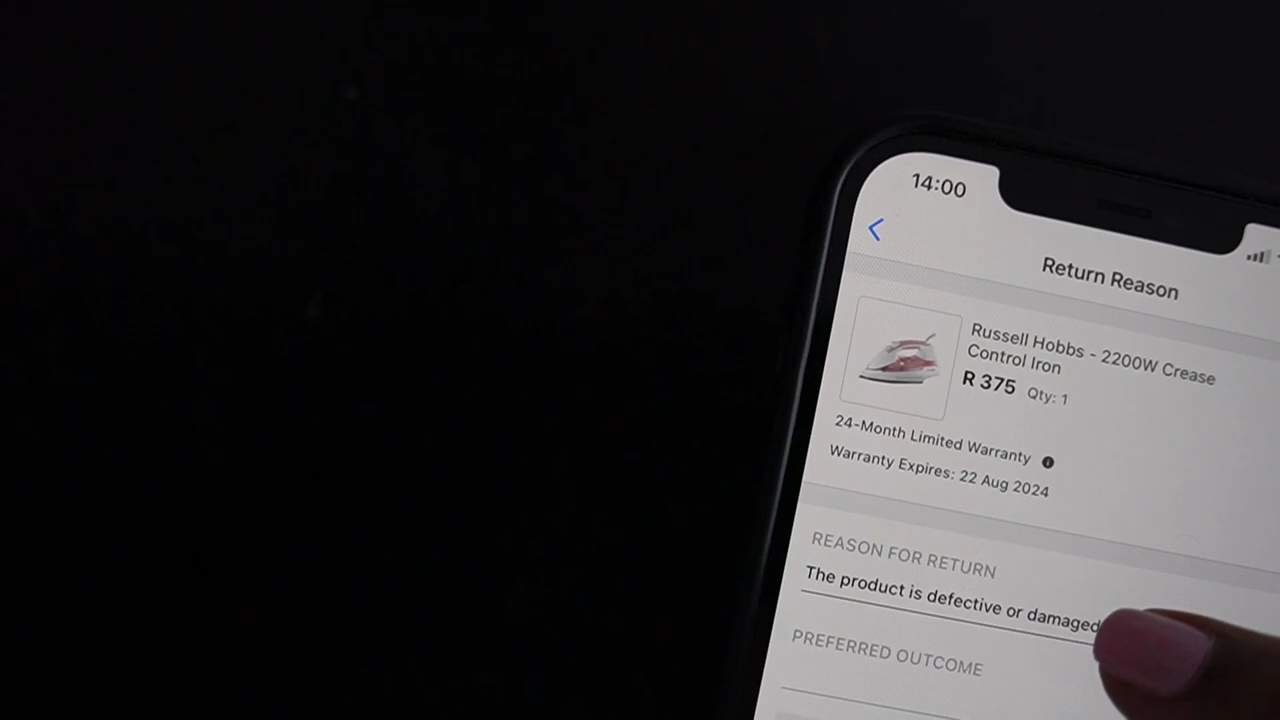 14:00
Return Reason
Russell Hobbs - 2200W Crease
Control Iron
R 375 Qty: 1
24-Month Limited Warranty
Warranty Expires: 22 Aug 2024
REASON FOR RETURN
The product is defective or damaged
PREFERRED OUTCOME